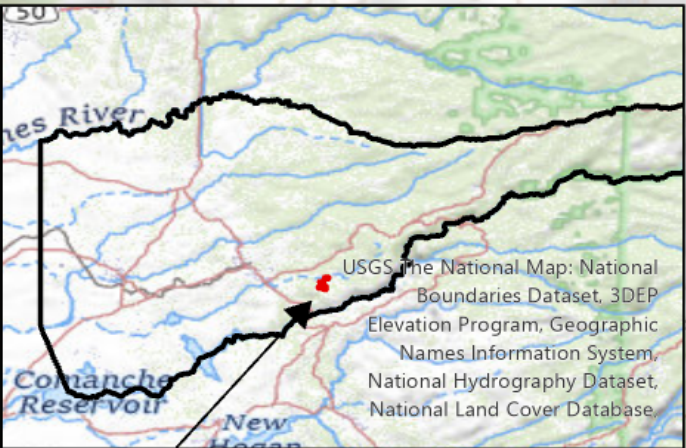 50
nes River
USGS The National Map: National
Boundaries Dataset, 3DEP
Elevation Program, Geographic
Names Information System,
National Hydrography Dataset,
National Land Cover Database,
Comanche
Reservoir
New
Hogan